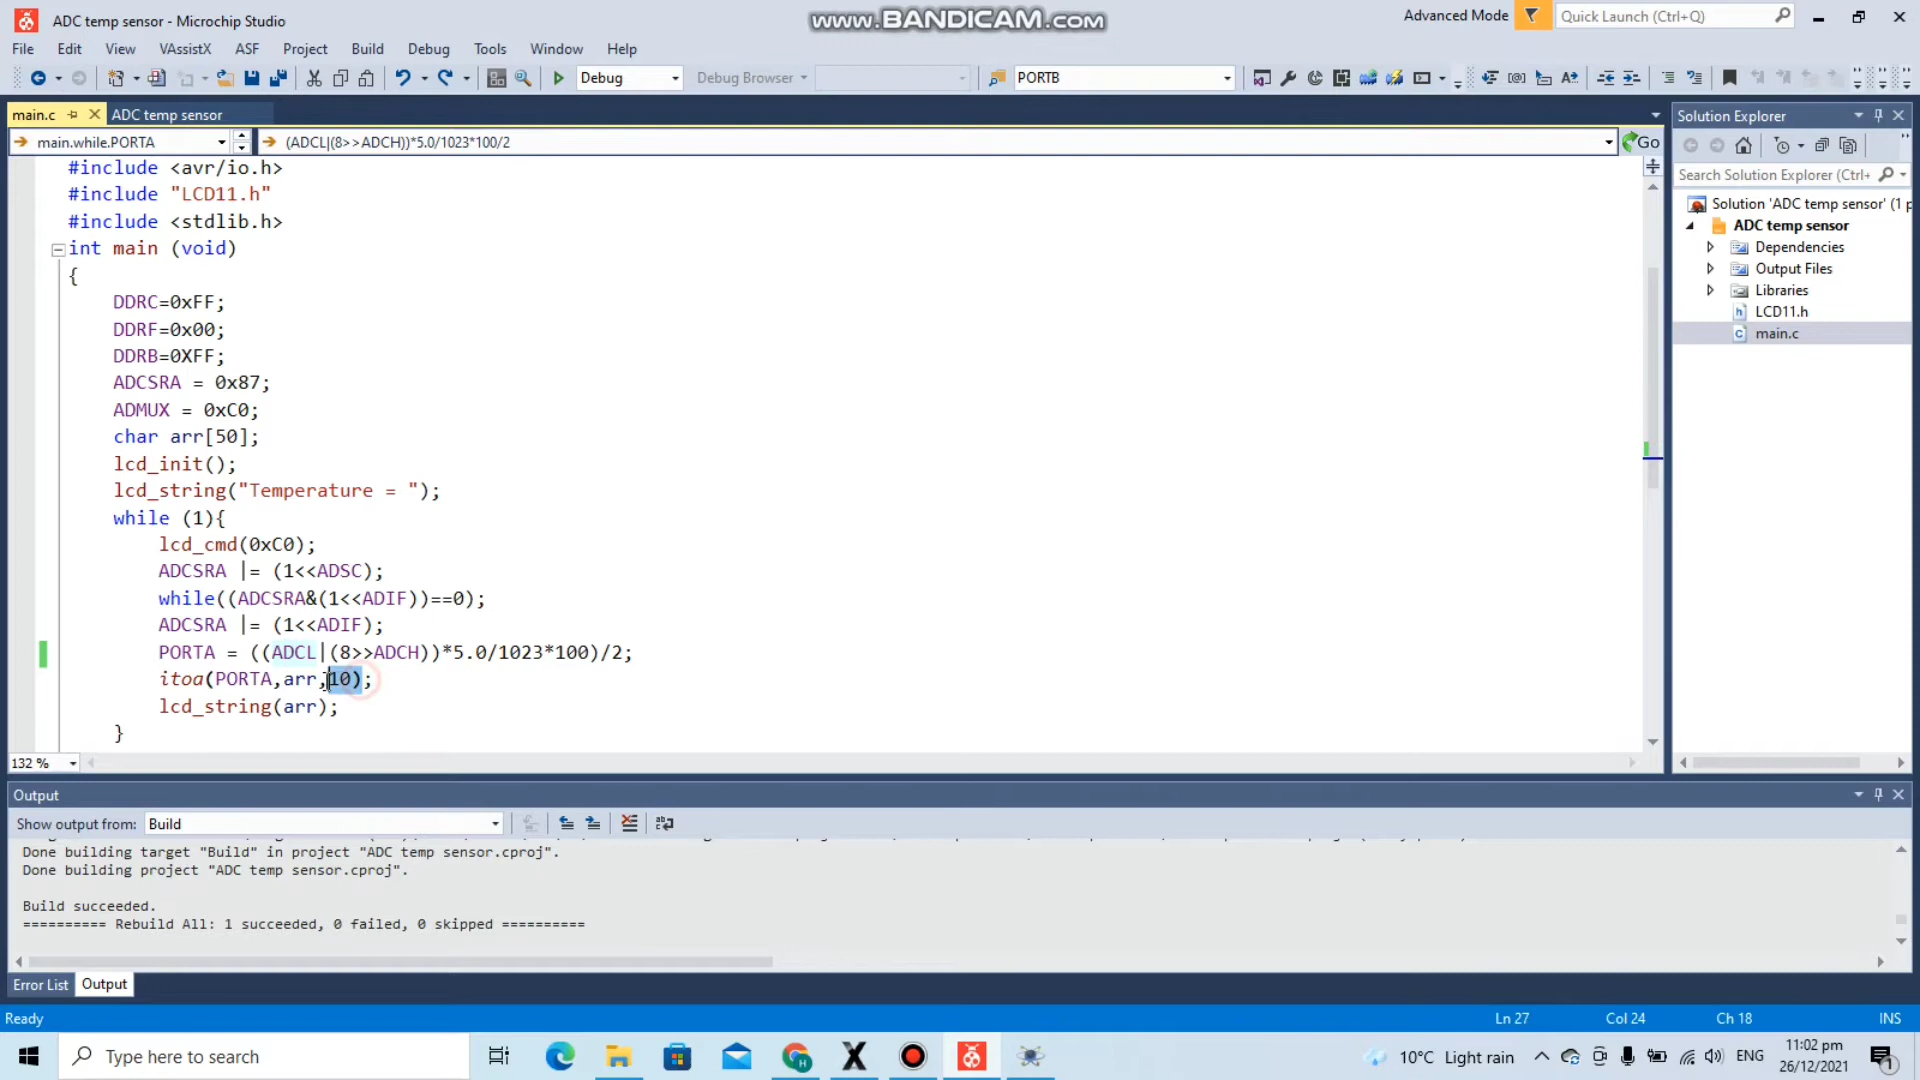 ADC temp sensor - Microchip Studio
www.BANDICAM.com
Advanced Mode
Quick Launch (Ctrl+Q)
File Edit View VAssistX ASF Project Build Debug Tools Window Help
Debug
Debug Browser
PORTB
main.c
ADC temp sensor
main.while.PORTA
(ADCL|(8>>ADCH))*5.0/1023*100/2
Go
#include <avr/io.h>
#include "LCD11.h"
#include <stdlib.h>
int main (void)
{
DDRC=0xFF;
DDRF=0x00;
DDRB=0XFF;
ADCSRA = 0x87;
ADMUX = 0xC0;
char arr[50];
lcd_init();
lcd_string("Temperature = ");
while (1){
lcd_cmd(0xC0);
ADCSRA |= (1<<ADSC);
while((ADCSRA&(1<<ADIF))==0);
ADCSRA |= (1<<ADIF);
PORTA = ((ADCL|(8>>ADCH))*5.0/1023*100)/2;
itoa(PORTA,arr,10);
lcd_string(arr);
}
132 %
Solution Explorer
Search Solution Explorer (Ctrl+
Solution 'ADC temp sensor' (1 p
ADC temp sensor
Dependencies
Output Files
Libraries
LCD11.h
main.c
Output
Show output from: Build
Done building target "Build" in project "ADC temp sensor.cproj".
Done building project "ADC temp sensor.cproj".
Build succeeded.
========== Rebuild All: 1 succeeded, 0 failed, 0 skipped ==========
Error List Output
Ready
Ln 27 Col 24 Ch 18 INS
Type here to search
10°C Light rain
ENG
11:02 pm
26/12/2021
1